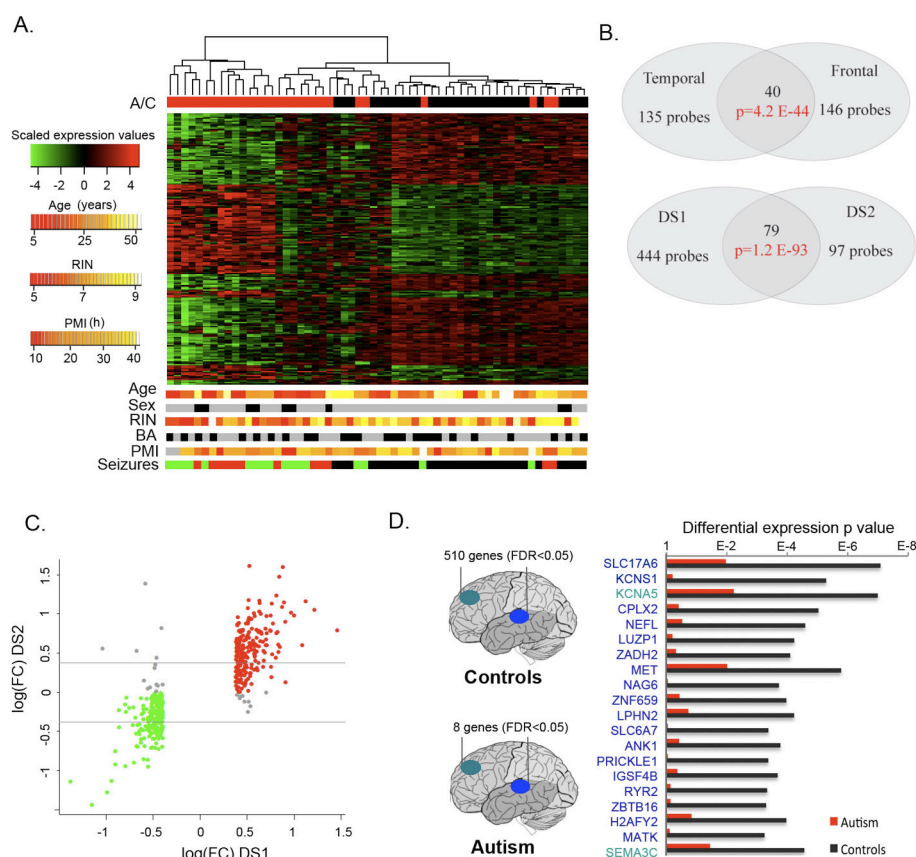 A.
A/C
Scaled expression values
-4 -2 0 2 4
Age (years)
5 25 50
RIN
5 7 9
PMI (h)
10 20 30 40
Age
Sex
RIN
BA
PMI
Seizures
B.
Temporal
135 probes
40
p=4.2 E-44
Frontal
146 probes
DS1
444 probes
79
p=1.2 E-93
DS2
97 probes
C.
log(FC) DS2
1.5
1
0.5
0
-0.5
-1
-1 -0.5 0 0.5 1 1.5
log(FC) DS1
D.
510 genes (FDR<0.05)
Controls
8 genes (FDR<0.05)
Autism
Differential expression p value
1 E-2 E-4 E-6 E-8
SLC17A6
KCNS1
KCNA5
CPLX2
NEFL
LUZP1
ZADH2
MET
NAG6
ZNF659
LPHN2
SLC6A7
ANK1
PRICKLE1
IGSF4B
RYR2
ZBTB16
H2AFY2
MATK
SEMA3C
Autism
Controls